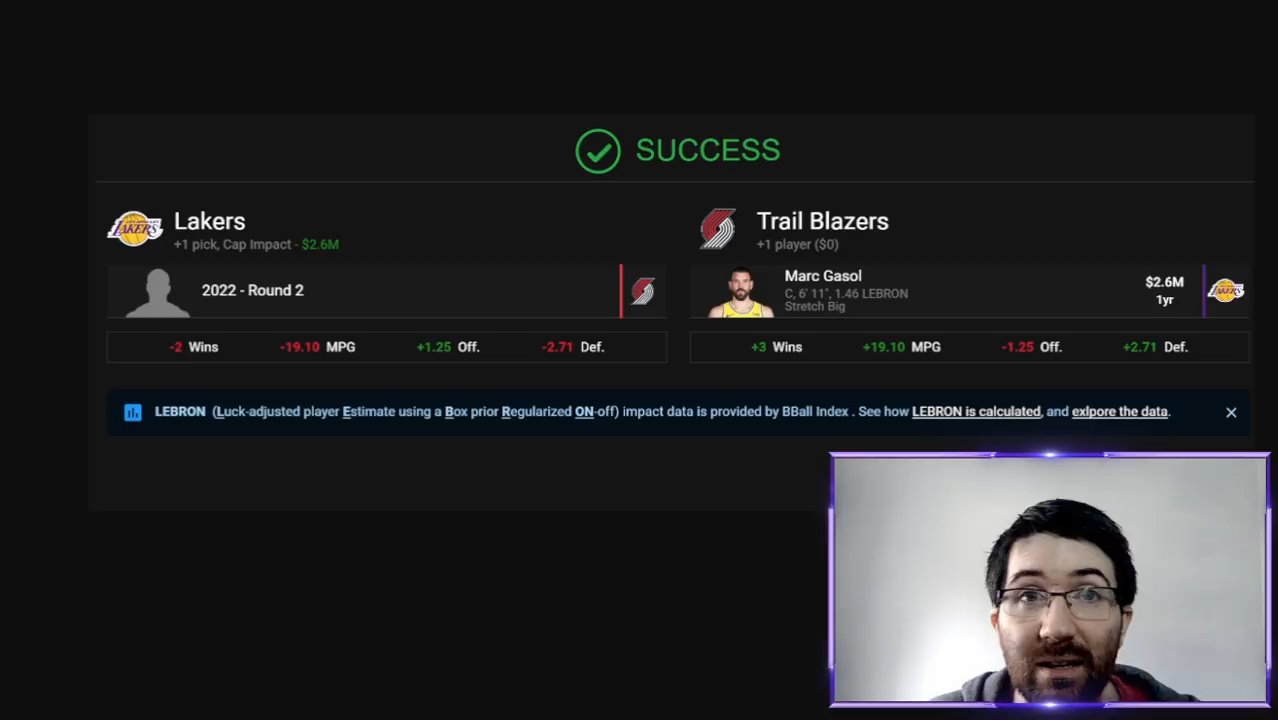 SUCCESS
Lakers
+1 pick, Cap Impact - $2.6M
2022 - Round 2
-2 Wins -19.10 MPG +1.25 Off. -2.71 Def.
Trail Blazers
+1 player ($0)
Marc Gasol
C, 6' 11", 1.46 LEBRON
Stretch Big
$2.6M
1yr
+3 Wins +19.10 MPG -1.25 Off. +2.71 Def.
LEBRON (Luck-adjusted player Estimate using a Box prior Regularized ON-off) impact data is provided by BBall Index . See how LEBRON is calculated, and exlpore the data.